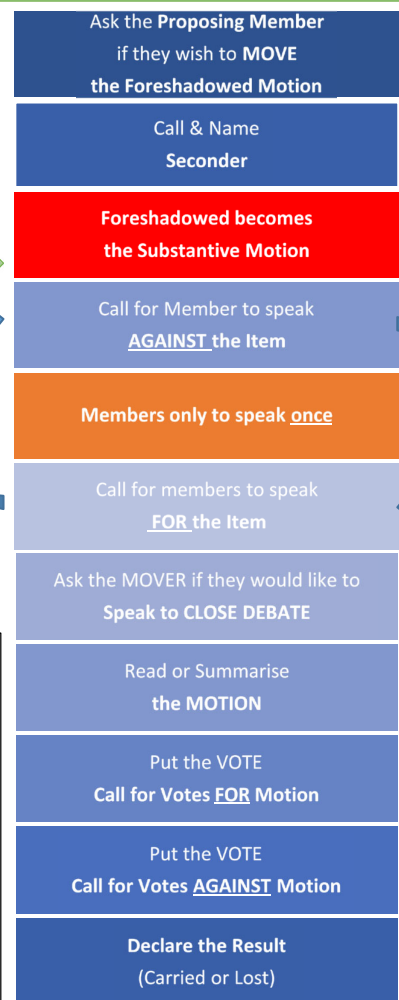 Ask the Proposing Member
if they wish to MOVE
the Foreshadowed Motion
Call & Name
Seconder
Foreshadowed becomes
the Substantive Motion
Call for Member to speak
AGAINST the Item
Members only to speak once
Call for members to speak
FOR the Item
Ask the MOVER if they would like to
Speak to CLOSE DEBATE
Read or Summarise
the MOTION
Put the VOTE
Call for Votes FOR Motion
Put the VOTE
Call for Votes AGAINST Motion
Declare the Result
(Carried or Lost)